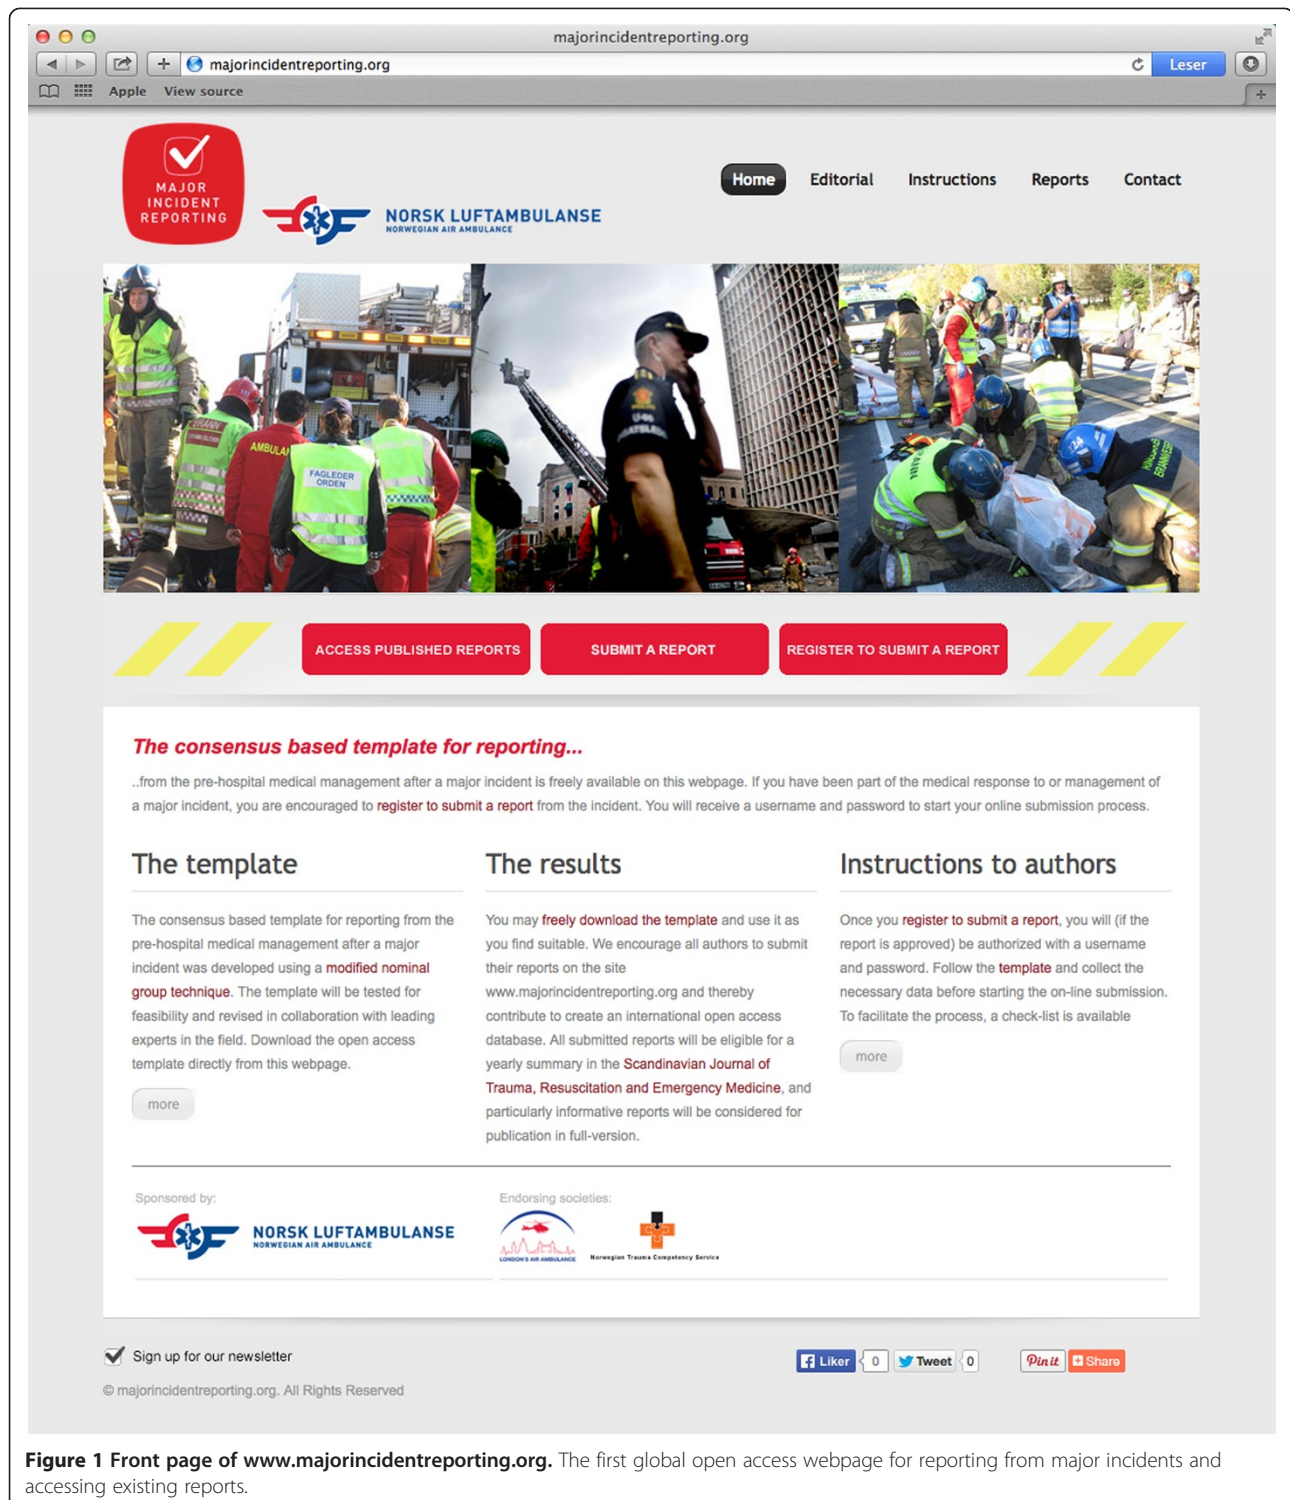 majorincidentreporting.org
majorincidentreporting.org
Leser
Apple View source
MAJOR
INCIDENT
REPORTING
NORSK LUFTAMBULANSE
NORWEGIAN AIR AMBULANCE
Home Editorial Instructions Reports Contact
BRANN
AMBULAN
FAGLEDER
ORDEN
24
ACCESS PUBLISHED REPORTS
SUBMIT A REPORT
REGISTER TO SUBMIT A REPORT
The consensus based template for reporting...
..from the pre-hospital medical management after a major incident is freely available on this webpage. If you have been part of the medical response to or management of
a major incident, you are encouraged to register to submit a report from the incident. You will receive a username and password to start your online submission process.
The template
The consensus based template for reporting from the
pre-hospital medical management after a major
incident was developed using a modified nominal
group technique. The template will be tested for
feasibility and revised in collaboration with leading
experts in the field. Download the open access
template directly from this webpage.
more
The results
You may freely download the template and use it as
you find suitable. We encourage all authors to submit
their reports on the site
www.majorincidentreporting.org and thereby
contribute to create an international open access
database. All submitted reports will be eligible for a
yearly summary in the Scandinavian Journal of
Trauma, Resuscitation and Emergency Medicine, and
particularly informative reports will be considered for
publication in full-version.
Instructions to authors
Once you register to submit a report, you will (if the
report is approved) be authorized with a username
and password. Follow the template and collect the
necessary data before starting the on-line submission.
To facilitate the process, a check-list is available
more
Sponsored by:
NORSK LUFTAMBULANSE
NORWEGIAN AIR AMBULANCE
Endorsing societies:
LONDON'S AIR AMBULANCE
Norwegian Trauma Competency Service
Sign up for our newsletter
Liker 0 Tweet 0 Pin it Share
© majorincidentreporting.org. All Rights Reserved
Figure 1 Front page of www.majorincidentreporting.org. The first global open access webpage for reporting from major incidents and
accessing existing reports.